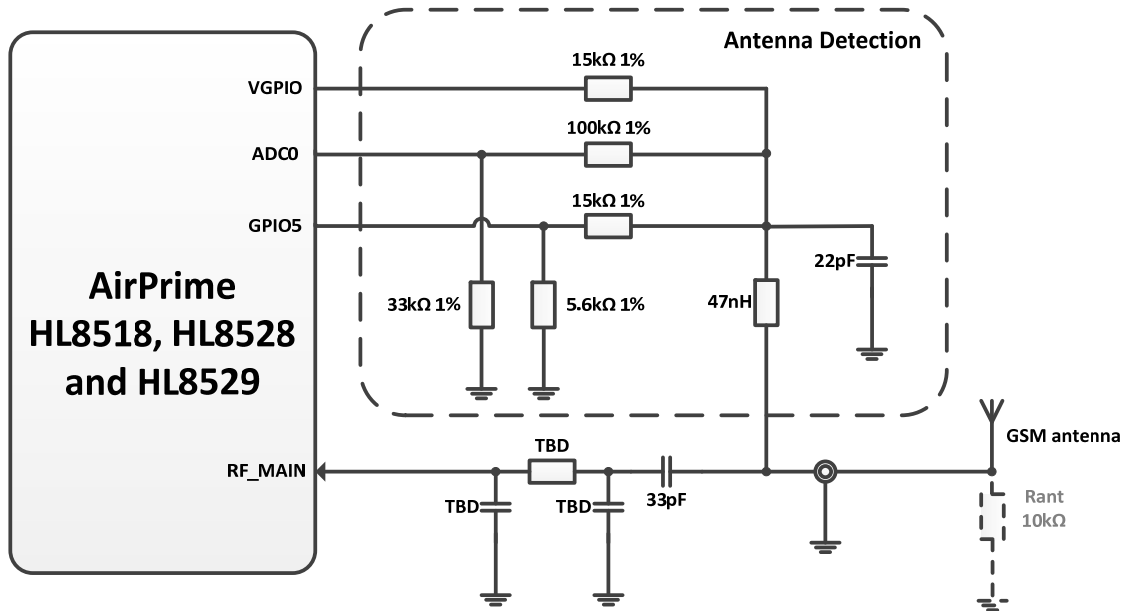 Antenna Detection
15kΩ 1%
VGPIO
100kΩ 1%
ADC0
15kΩ 1%
GPIO5
22pF
AirPrime
HL8518, HL8528
and HL8529
33kΩ 1%
5.6kΩ 1%
47nH
GSM antenna
TBD
RF_MAIN
TBD
TBD
33pF
Rant
10kΩ